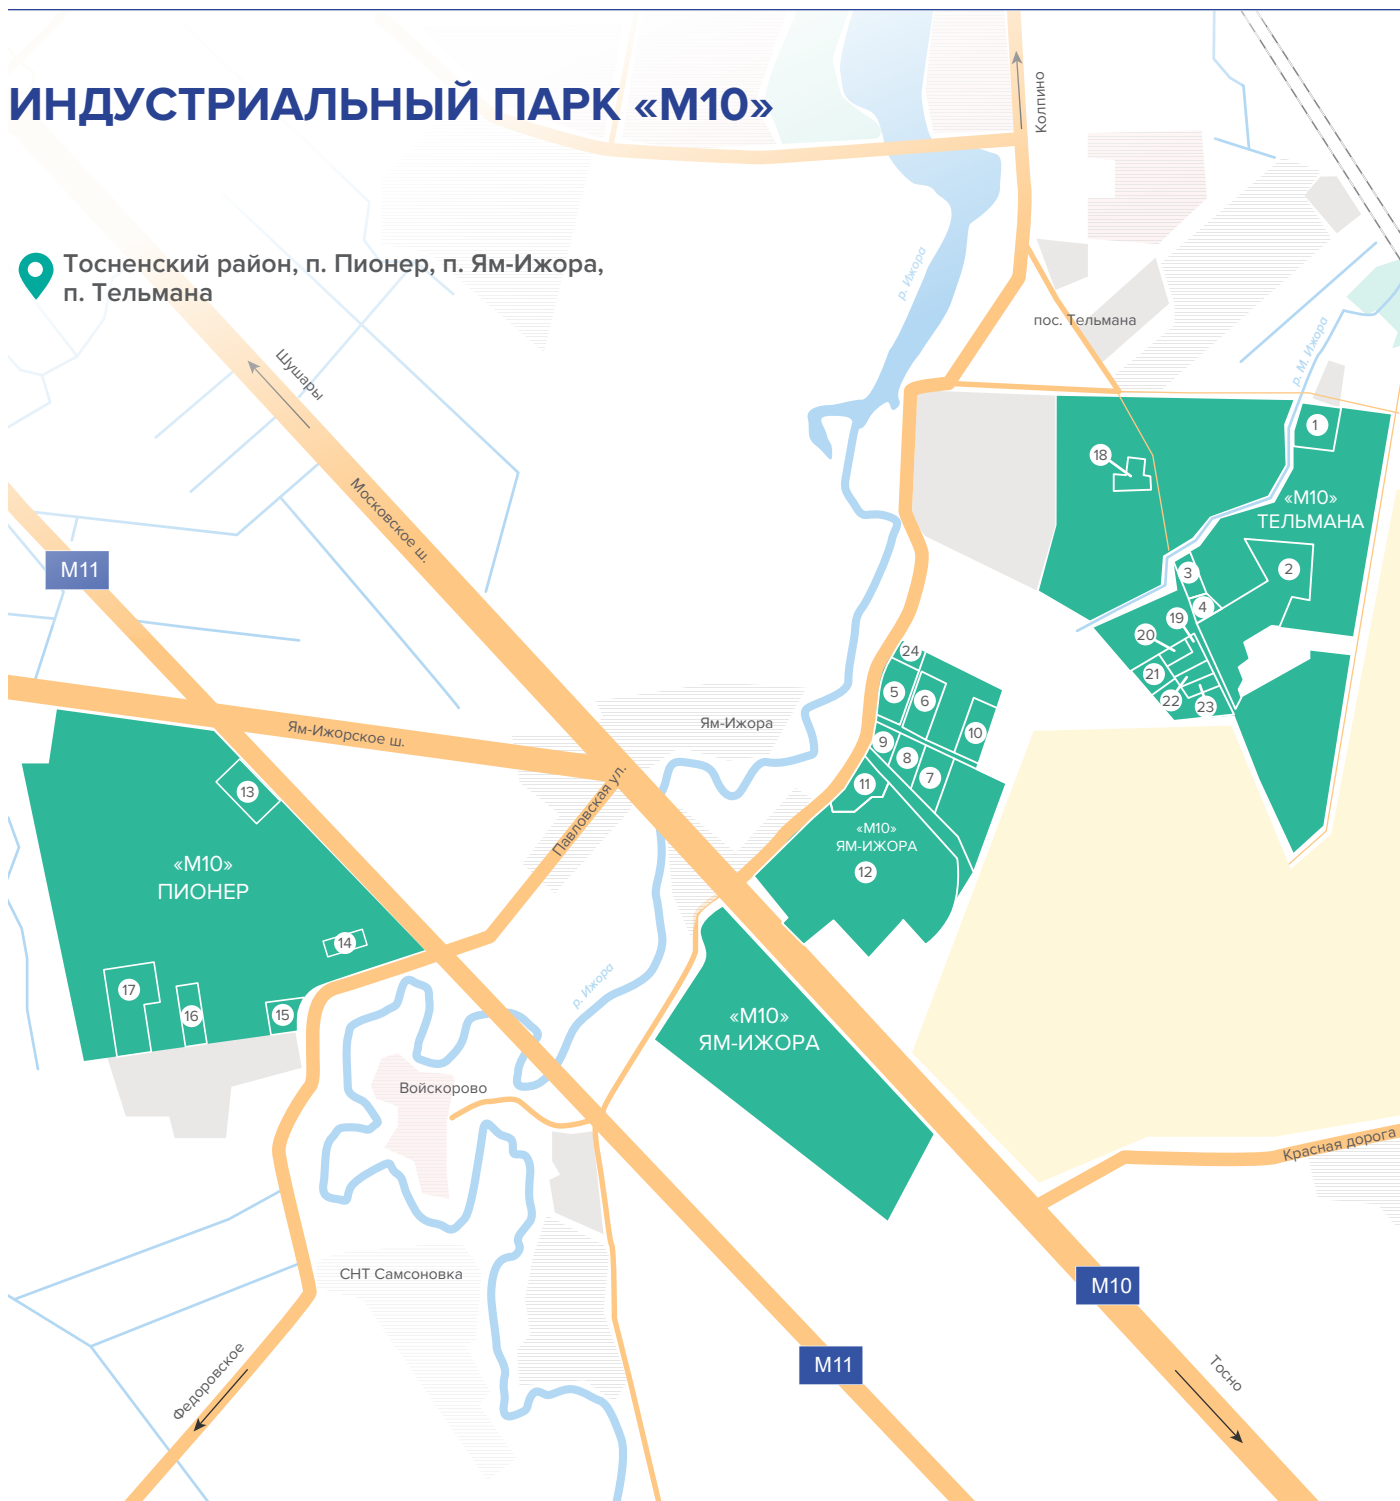 ИНДУСТРИАЛЬНЫЙ ПАРК «М10»
Тосненский район, п. Пионер, п. Ям-Ижора,
п. Тельмана
Колпино
р. Ижора
пос. Тельмана
р. М. Ижора
Шушары
Московское ш.
М11
1
18
«М10»
ТЕЛЬМАНА
2
3
4
19
20
21
22
23
24
5
6
10
9
8
7
11
«М10»
ЯМ-ИЖОРА
12
Ям-Ижора
Ям-Ижорское ш.
Павловская ул.
13
«М10»
ПИОНЕР
14
17
16
15
р. Ижора
«М10»
ЯМ-ИЖОРА
Войскорово
Красная дорога
СНТ Самсоновка
М10
М11
Федоровское
Тосно